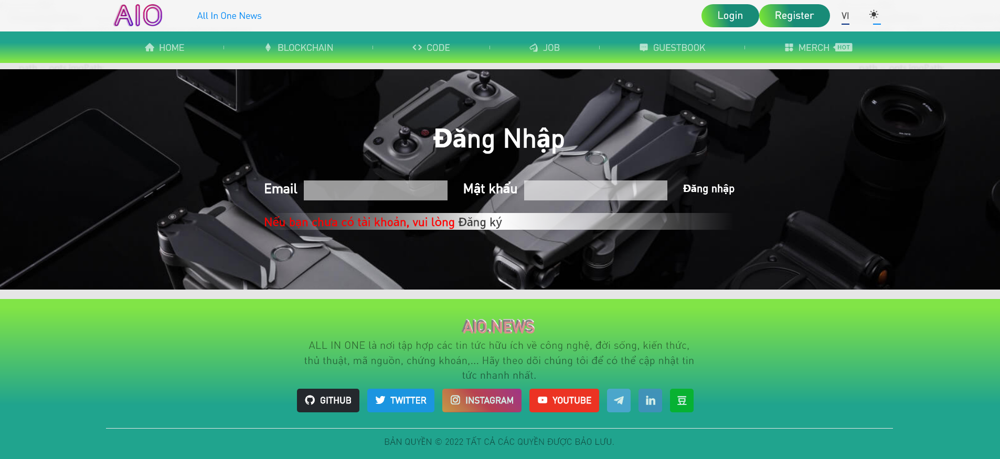 AIO
All In One News
Login
Register
VI
HOME
BLOCKCHAIN
CODE
JOB
GUESTBOOK
MERCH HOT
Đăng Nhập
Email
Mật khẩu
Đăng nhập
Nếu bạn chưa có tài khoản, vui lòng Đăng ký
AIO.NEWS
ALL IN ONE là nơi tập hợp các tin tức hữu ích về công nghệ, đời sống, kiến thức,
thủ thuật, mã nguồn, chứng khoán,... Hãy theo dõi chúng tôi để có thể cập nhật tin
tức nhanh nhất.
GITHUB
TWITTER
INSTAGRAM
YOUTUBE
in
豆
BẢN QUYỀN © 2022 TẤT CẢ CÁC QUYỀN ĐƯỢC BẢO LƯU.